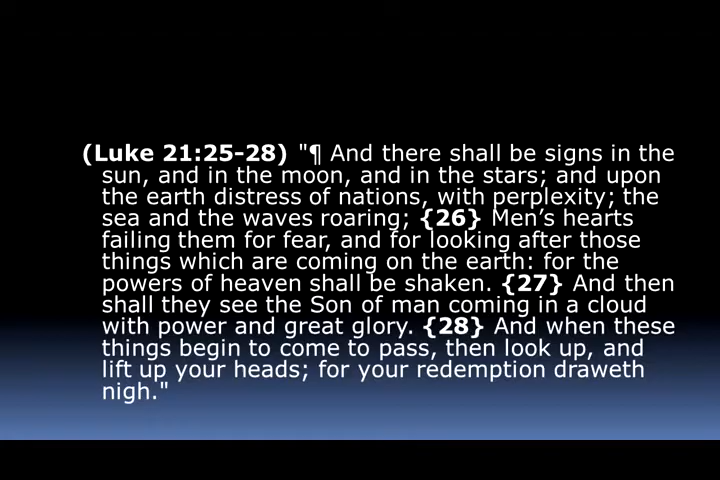 (Luke 21:25-28) "¶ And there shall be signs in the
sun, and in the moon, and in the stars; and upon
the earth distress of nations, with perplexity; the
sea and the waves roaring; {26} Men’s hearts
failing them for fear, and for looking after those
things which are coming on the earth: for the
powers of heaven shall be shaken. {27} And then
shall they see the Son of man coming in a cloud
with power and great glory. {28} And when these
things begin to come to pass, then look up, and
lift up your heads; for your redemption draweth
nigh."